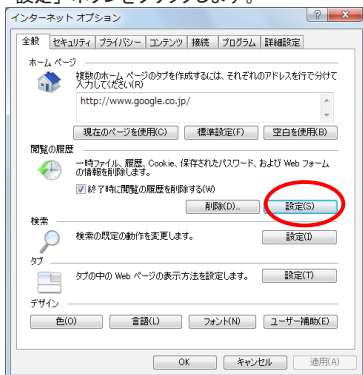 「設定」ボタンをクリックします。
インターネット オプション
全般 セキュリティ プライバシー コンテンツ 接続 プログラム 詳細設定
ホーム ページ
複数のホーム ページのタブを作成するには、それぞれのアドレスを行で分けて
入力してください(R)
http://www.google.co.jp/
現在のページを使用(C) 標準設定(F) 空白を使用(B)
閲覧の履歴
一時ファイル、履歴、Cookie、保存されたパスワード、および Web フォーム
の情報を削除します。
終了時に閲覧の履歴を削除する(W)
削除(D)... 設定(S)
検索
検索の既定の動作を変更します。 設定(I)
タブ
タブの中の Web ページの表示方法を設定します。 設定(T)
デザイン
色(O) 言語(L) フォント(N) ユーザー補助(E)
OK キャンセル 適用(A)